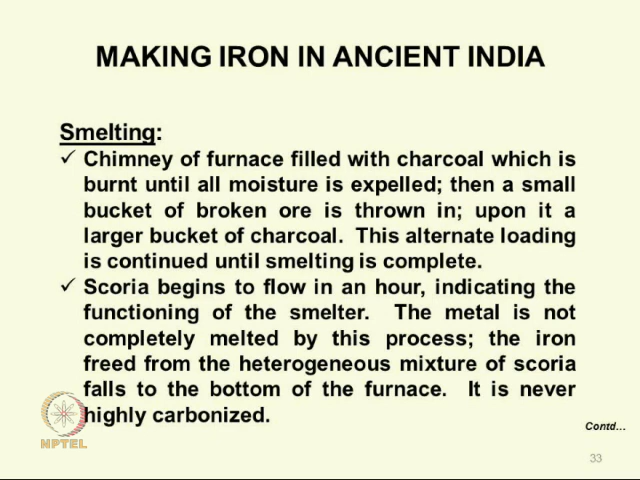 MAKING IRON IN ANCIENT INDIA
Smelting:
✓ Chimney of furnace filled with charcoal which is
burnt until all moisture is expelled; then a small
bucket of broken ore is thrown in; upon it a
larger bucket of charcoal. This alternate loading
is continued until smelting is complete.
✓ Scoria begins to flow in an hour, indicating the
functioning of the smelter. The metal is not
completely melted by this process; the iron
freed from the heterogeneous mixture of scoria
falls to the bottom of the furnace. It is never
highly carbonized.
Contd…
NPTEL
33